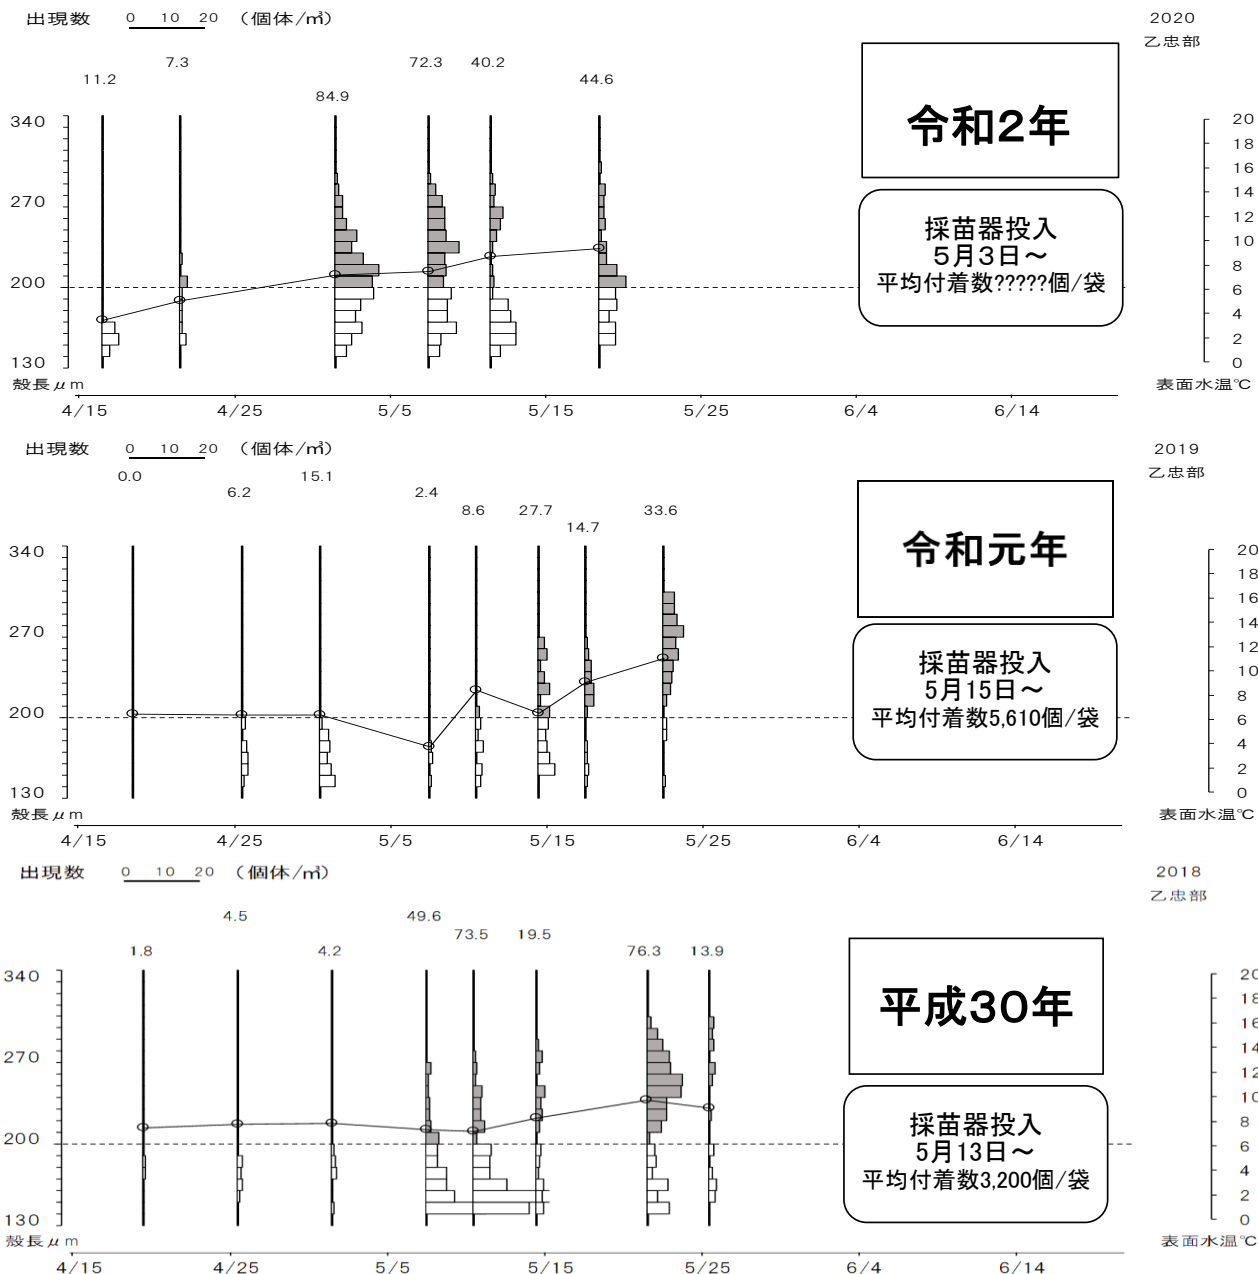 出現数 0 10 20 (個体/㎥)
2020
乙忠部
11.2 7.3 84.9 72.3 40.2 44.6
令和2年
採苗器投入
5月3日～
平均付着数?????個/袋
340
270
200
130
殻長μm
20
18
16
14
12
10
8
6
4
2
0
表面水温℃
4/15 4/25 5/5 5/15 5/25 6/4 6/14
出現数 0 10 20 (個体/㎥)
2019
乙忠部
0.0 6.2 15.1 2.4 8.6 27.7 14.7 33.6
令和元年
採苗器投入
5月15日～
平均付着数5,610個/袋
340
270
200
130
殻長μm
20
18
16
14
12
10
8
6
4
2
0
表面水温℃
4/15 4/25 5/5 5/15 5/25 6/4 6/14
出現数 0 10 20 (個体/㎥)
2018
乙忠部
1.8 4.5 4.2 49.6 73.5 19.5 76.3 13.9
平成30年
採苗器投入
5月13日～
平均付着数3,200個/袋
340
270
200
130
殻長μm
20
18
16
14
12
10
8
6
4
2
0
表面水温℃
4/15 4/25 5/5 5/15 5/25 6/4 6/14